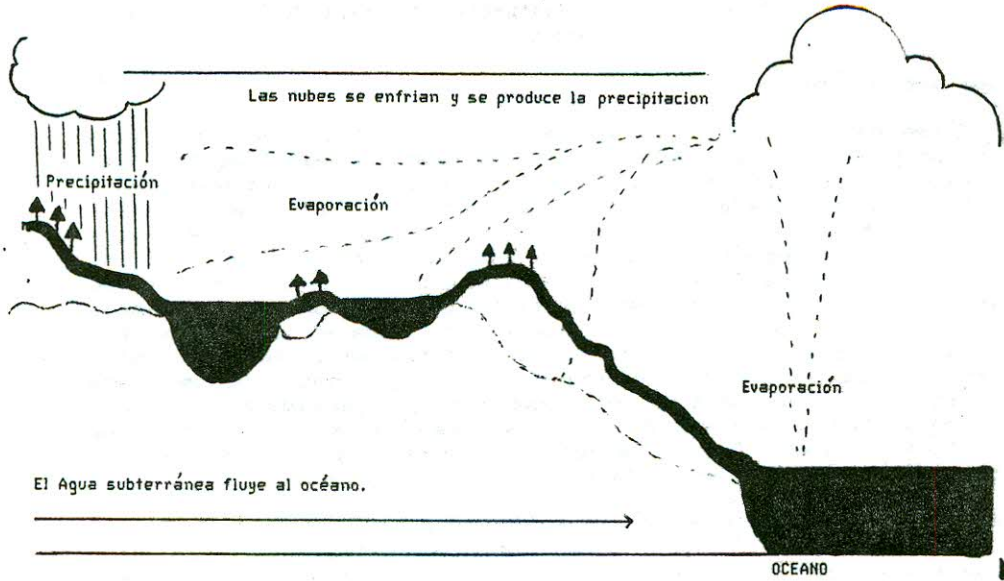 Las nubes se enfrian y se produce la precipitacion
Precipitación
Evaporación
Evaporación
El Agua subterránea fluye al océano.
OCEANO